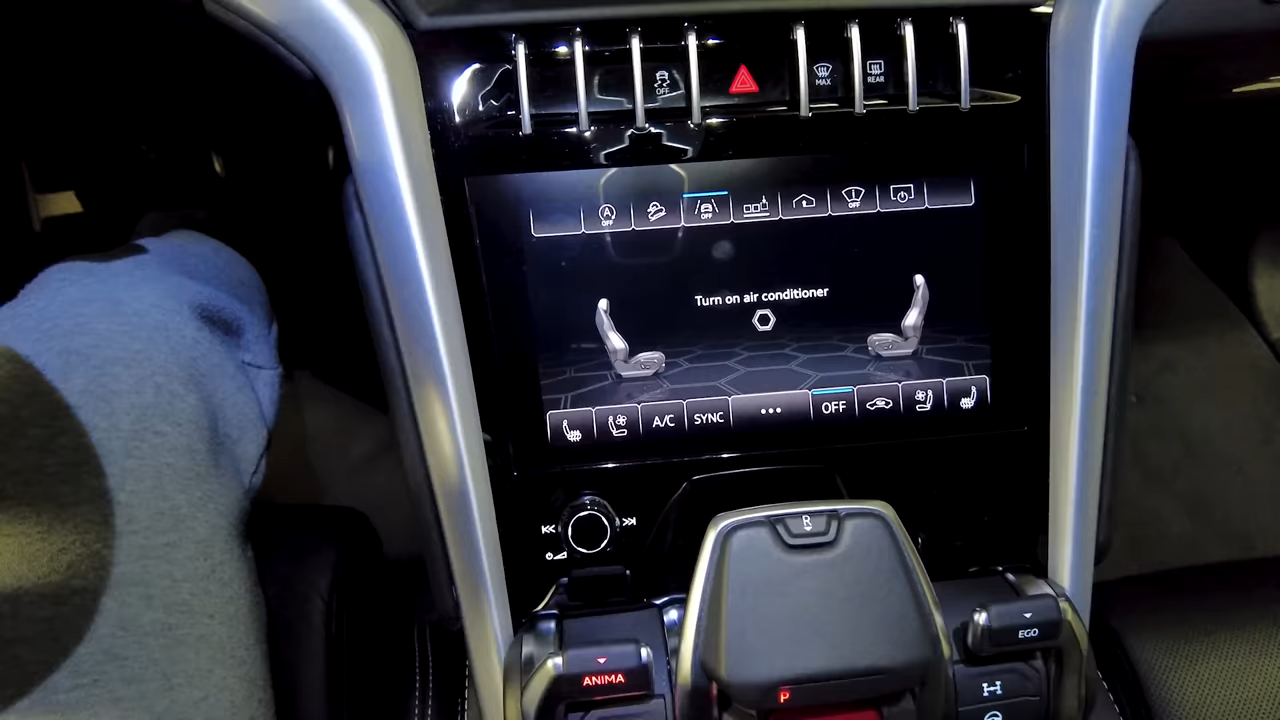 OFF
MAX
REAR
A
OFF
OFF
OFF
Turn on air conditioner
A/C
SYNC
OFF
R
EGO
ANIMA
P